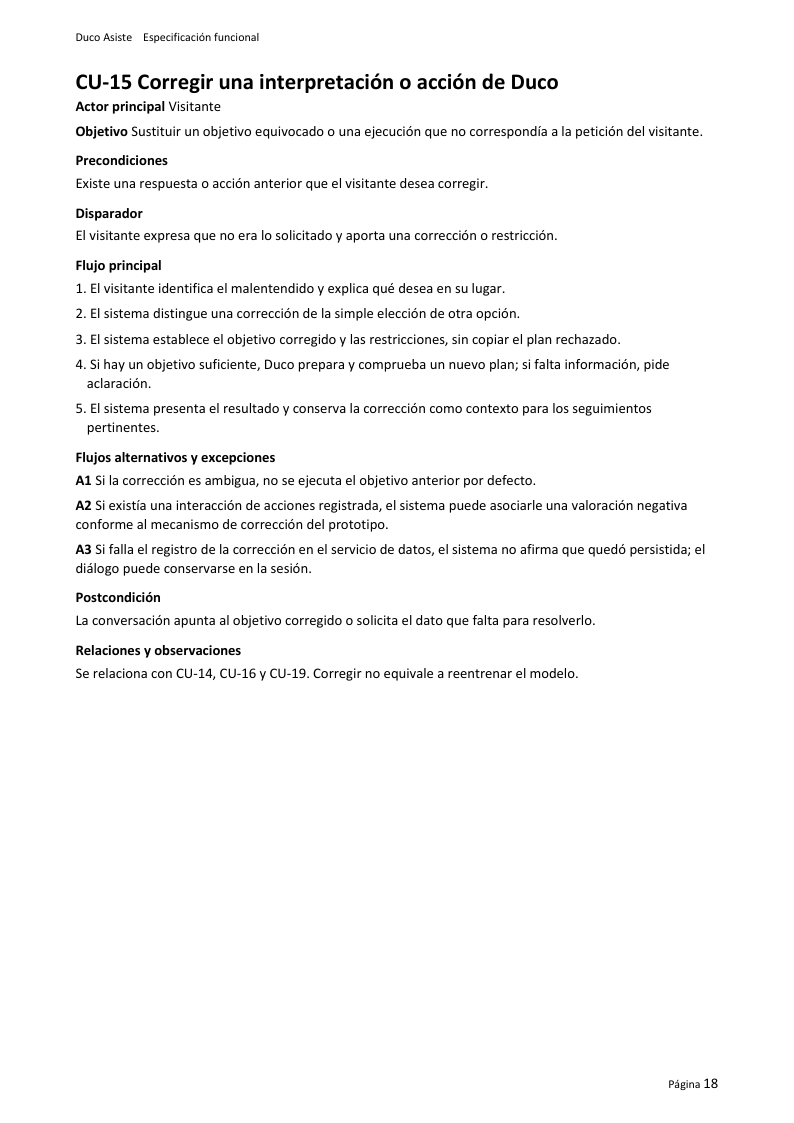 Duco Asiste Especificación funcional
CU-15 Corregir una interpretación o acción de Duco
Actor principal Visitante
Objetivo Sustituir un objetivo equivocado o una ejecución que no correspondía a la petición del visitante.
Precondiciones
Existe una respuesta o acción anterior que el visitante desea corregir.
Disparador
El visitante expresa que no era lo solicitado y aporta una corrección o restricción.
Flujo principal
1. El visitante identifica el malentendido y explica qué desea en su lugar.
2. El sistema distingue una corrección de la simple elección de otra opción.
3. El sistema establece el objetivo corregido y las restricciones, sin copiar el plan rechazado.
4. Si hay un objetivo suficiente, Duco prepara y comprueba un nuevo plan; si falta información, pide
aclaración.
5. El sistema presenta el resultado y conserva la corrección como contexto para los seguimientos
pertinentes.
Flujos alternativos y excepciones
A1 Si la corrección es ambigua, no se ejecuta el objetivo anterior por defecto.
A2 Si existía una interacción de acciones registrada, el sistema puede asociarle una valoración negativa
conforme al mecanismo de corrección del prototipo.
A3 Si falla el registro de la corrección en el servicio de datos, el sistema no afirma que quedó persistida; el
diálogo puede conservarse en la sesión.
Postcondición
La conversación apunta al objetivo corregido o solicita el dato que falta para resolverlo.
Relaciones y observaciones
Se relaciona con CU-14, CU-16 y CU-19. Corregir no equivale a reentrenar el modelo.
Página 18